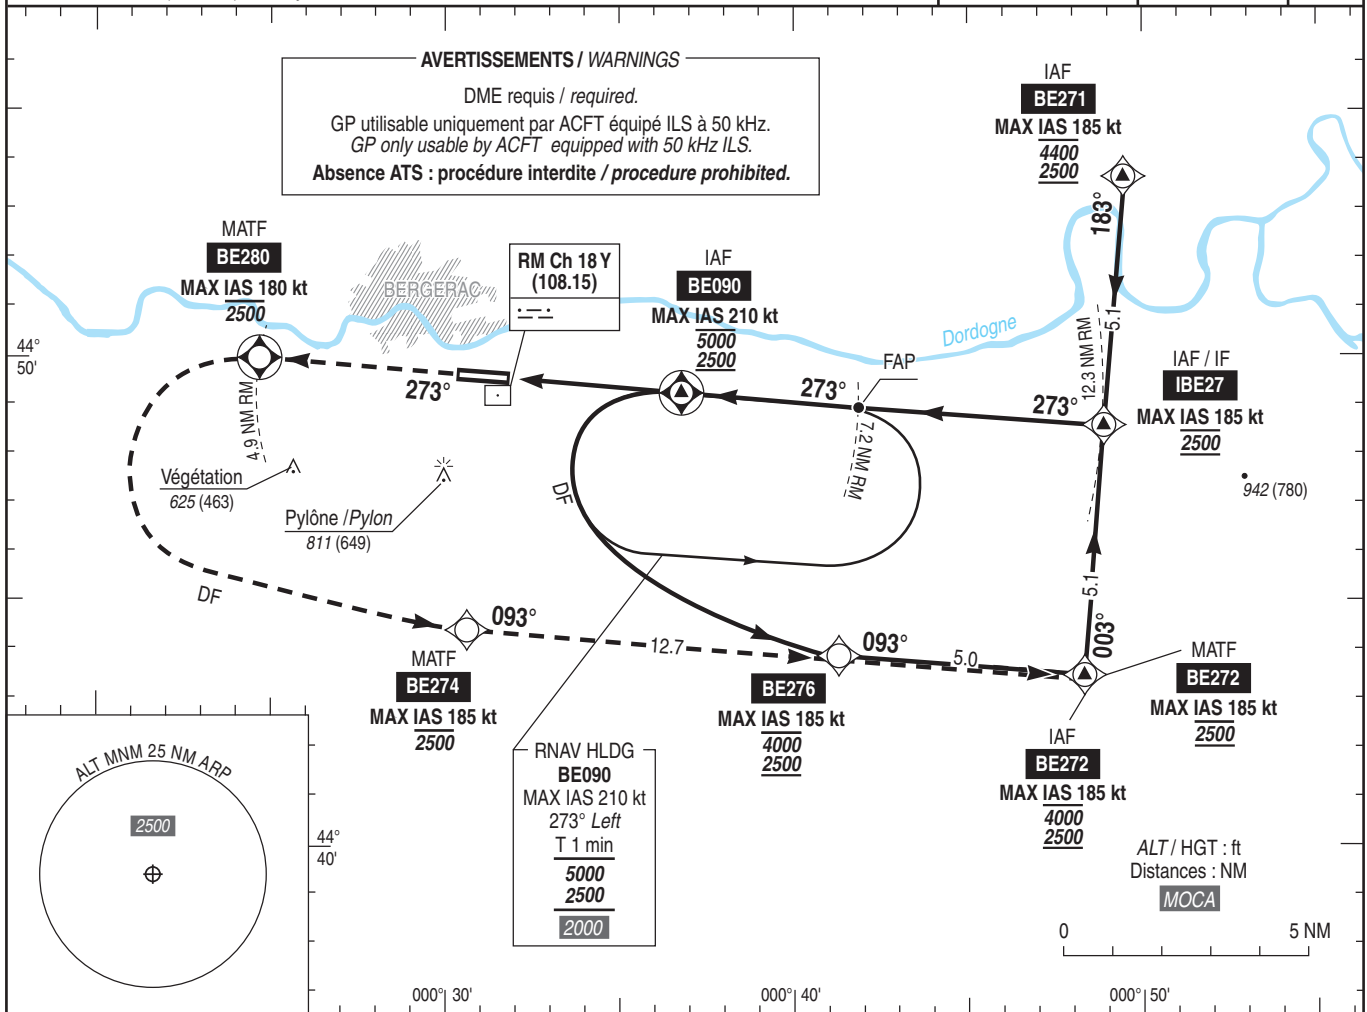 AVERTISSEMENTS / WARNINGS
DME requis / required.
GP utilisable uniquement par ACFT équipé ILS à 50 kHz.
GP only usable by ACFT equipped with 50 kHz ILS.
Absence ATS : procédure interdite / procedure prohibited.
IAF
BE271
MAX IAS 185 kt
4400
2500
183°
5.1
MATF
BE280
MAX IAS 180 kt
2500
BERGERAC
RM Ch 18 Y
(108.15)
IAF
BE090
MAX IAS 210 kt
5000
2500
Dordogne
FAP
12.3 NM RM
IAF / IF
IBE27
MAX IAS 185 kt
2500
44°
50'
273°
273°
273°
4.9 NM RM
7.2 NM RM
Végétation
625 (463)
Pylône / Pylon
811 (649)
942 (780)
DF
DF
5.1
003°
093°
12.7
093°
5.0
MATF
BE274
MAX IAS 185 kt
2500
BE276
MAX IAS 185 kt
4000
2500
MATF
BE272
MAX IAS 185 kt
2500
IAF
BE272
MAX IAS 185 kt
4000
2500
RNAV HLDG
BE090
MAX IAS 210 kt
273° Left
T 1 min
5000
2500
2000
ALT MNM 25 NM ARP
2500
44°
40'
ALT / HGT : ft
Distances : NM
MOCA
0 5 NM
000° 30' 000° 40' 000° 50'